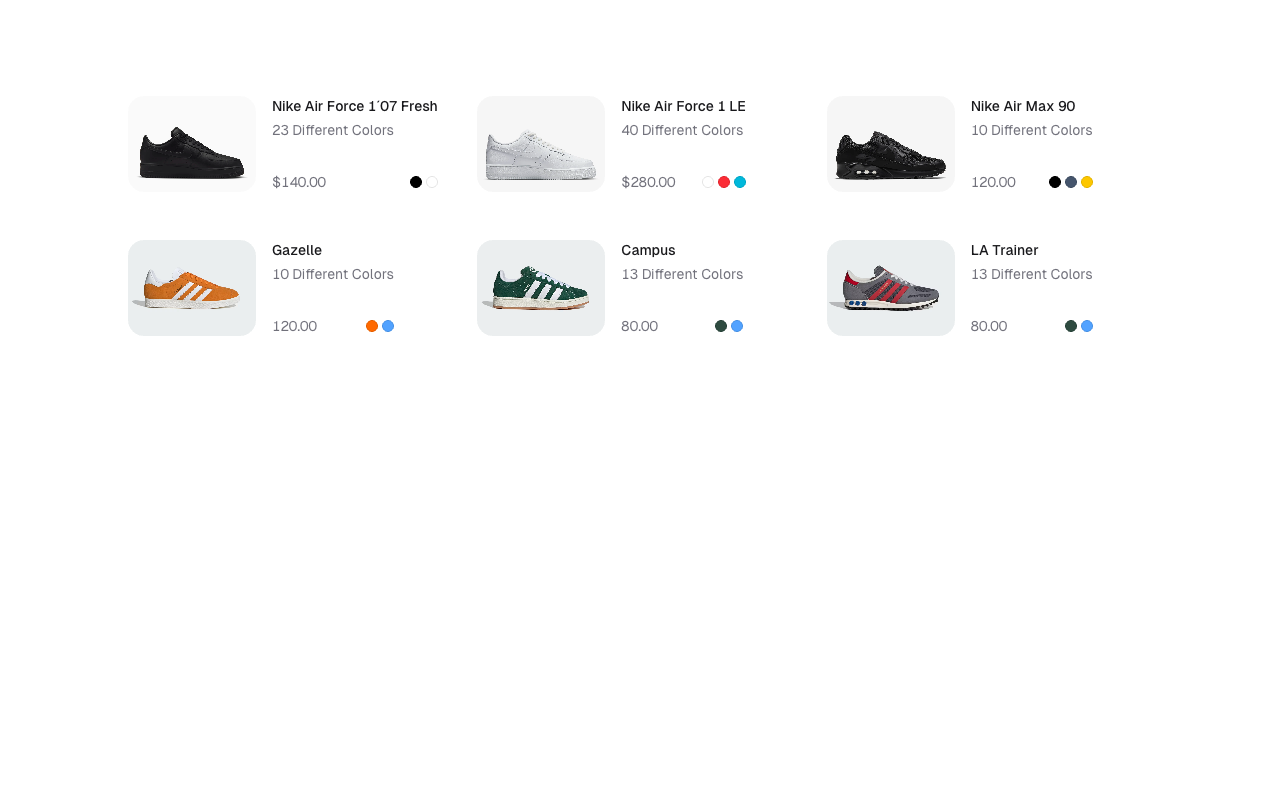 Nike Air Force 1´07 Fresh
23 Different Colors
$140.00
Nike Air Force 1 LE
40 Different Colors
$280.00
Nike Air Max 90
10 Different Colors
120.00
Gazelle
10 Different Colors
120.00
Campus
13 Different Colors
80.00
LA Trainer
13 Different Colors
80.00